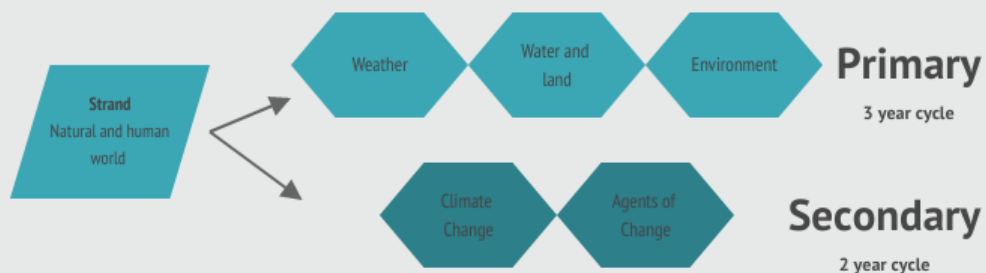 Strand
Natural and human
world
Weather
Water and
land
Environment
Primary
3 year cycle
Climate
Change
Agents of
Change
Secondary
2 year cycle